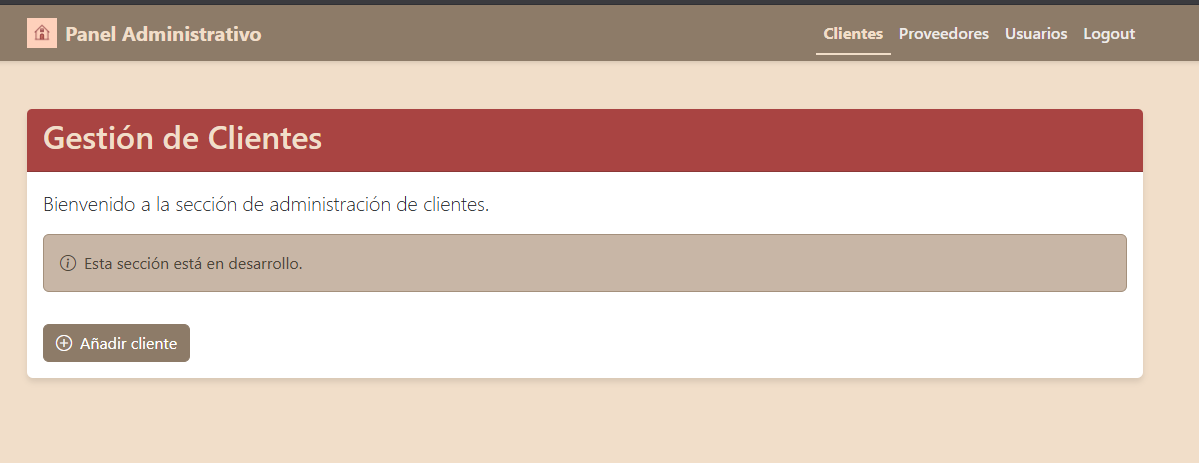 Panel Administrativo
Clientes Proveedores Usuarios Logout
Gestión de Clientes
Bienvenido a la sección de administración de clientes.
Esta sección está en desarrollo.
Añadir cliente